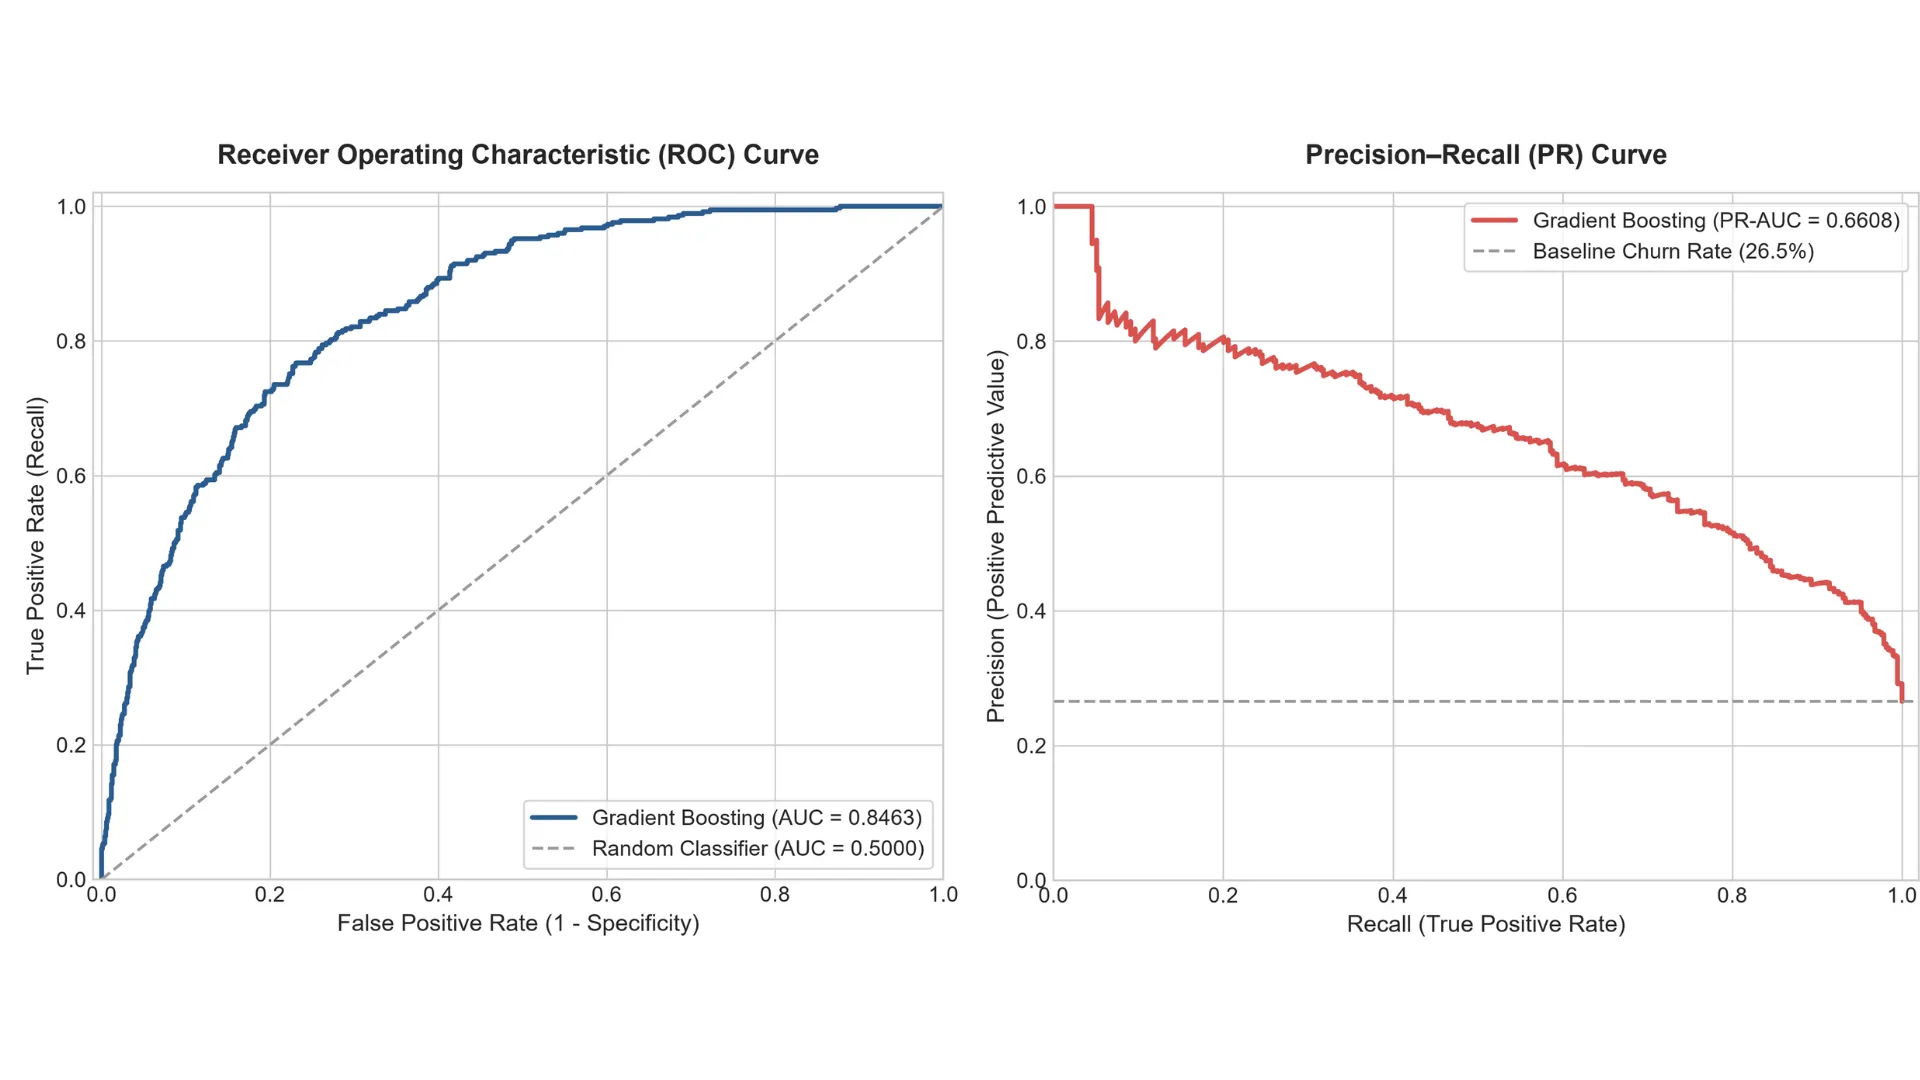 Receiver Operating Characteristic (ROC) Curve
True Positive Rate (Recall)
1.0
0.8
0.6
0.4
0.2
0.0
0.0 0.2 0.4 0.6 0.8 1.0
False Positive Rate (1 - Specificity)
Gradient Boosting (AUC = 0.8463)
Random Classifier (AUC = 0.5000)
Precision–Recall (PR) Curve
Precision (Positive Predictive Value)
1.0
0.8
0.6
0.4
0.2
0.0
0.0 0.2 0.4 0.6 0.8 1.0
Recall (True Positive Rate)
Gradient Boosting (PR-AUC = 0.6608)
Baseline Churn Rate (26.5%)